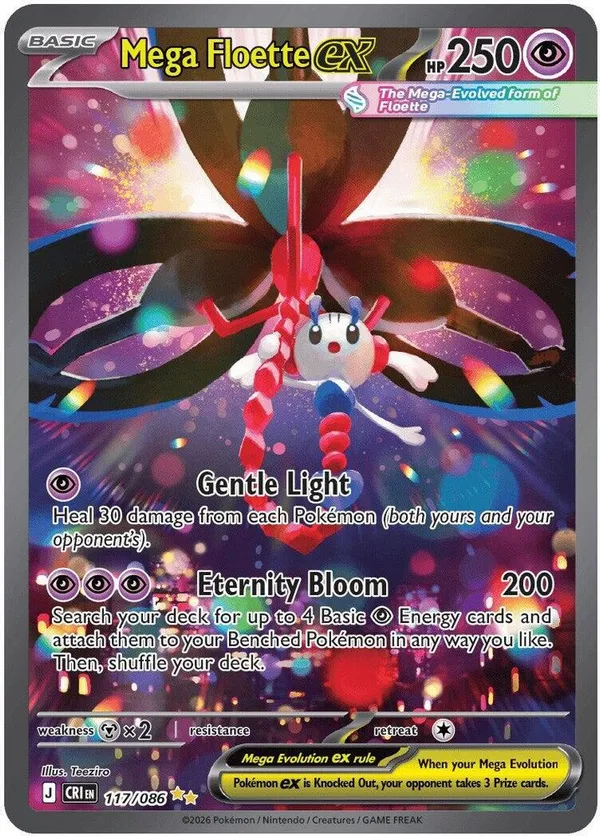 BASIC
Mega Floette ex HP 250
The Mega-Evolved form of
Floette
Gentle Light
Heal 30 damage from each Pokémon (both yours and your
opponent's).
Eternity Bloom 200
Search your deck for up to 4 Basic Energy cards and
attach them to your Benched Pokémon in any way you like.
Then, shuffle your deck.
weakness ×2 resistance retreat
Illus. Teeziro
Mega Evolution ex rule When your Mega Evolution
Pokémon ex is Knocked Out, your opponent takes 3 Prize cards.
J CRI EN 117/086
©2026 Pokémon / Nintendo / Creatures / GAME FREAK